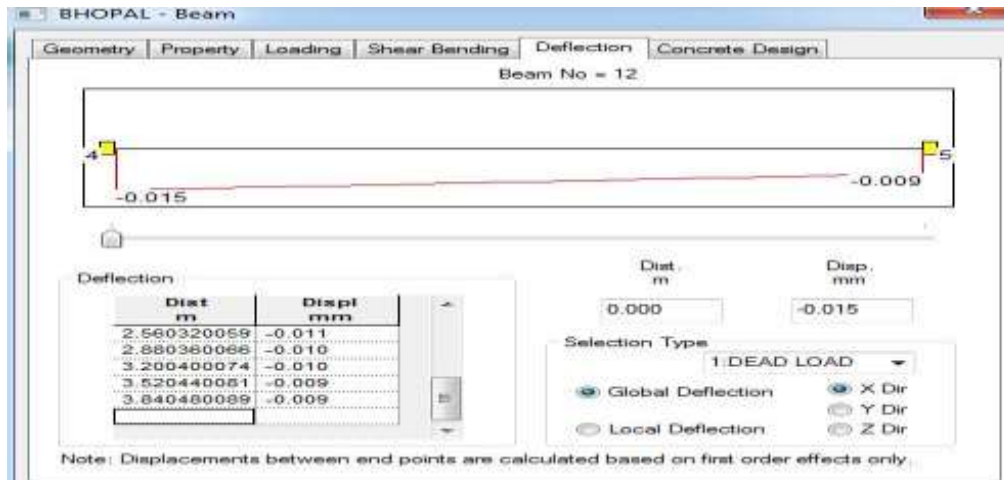 BHOPAL - Beam
Geometry Property Loading Shear Bending Deflection Concrete Design
Beam No = 12
4 5
-0.015 -0.009
Deflection
Dist Displ
m mm
2.560320059 -0.011
2.880360066 -0.010
3.200400074 -0.010
3.520440081 -0.009
3.840480089 -0.009
Dist. Disp.
m mm
0.000 -0.015
Selection Type
1:DEAD LOAD
Global Deflection X Dir
Y Dir
Local Deflection Z Dir
Note: Displacements between end points are calculated based on first order effects only.